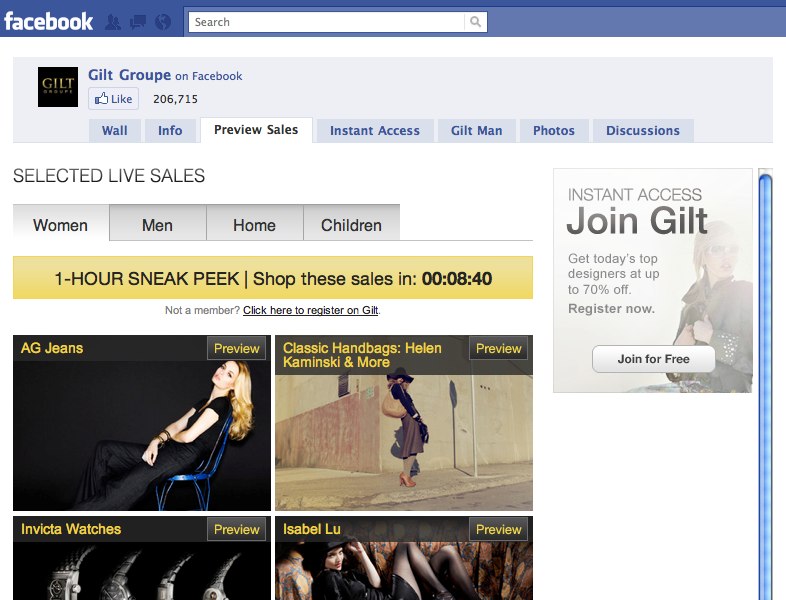 facebook
Search
GILT
GROUPE
Gilt Groupe on Facebook
Like
206,715
Wall
Info
Preview Sales
Instant Access
Gilt Man
Photos
Discussions
SELECTED LIVE SALES
Women
Men
Home
Children
1-HOUR SNEAK PEEK | Shop these sales in: 00:08:40
Not a member? Click here to register on Gilt.
AG Jeans
Preview
Classic Handbags: Helen
Kaminski & More
Preview
Invicta Watches
Preview
Isabel Lu
Preview
INSTANT ACCESS
Join Gilt
Get today's top
designers at up
to 70% off.
Register now.
Join for Free